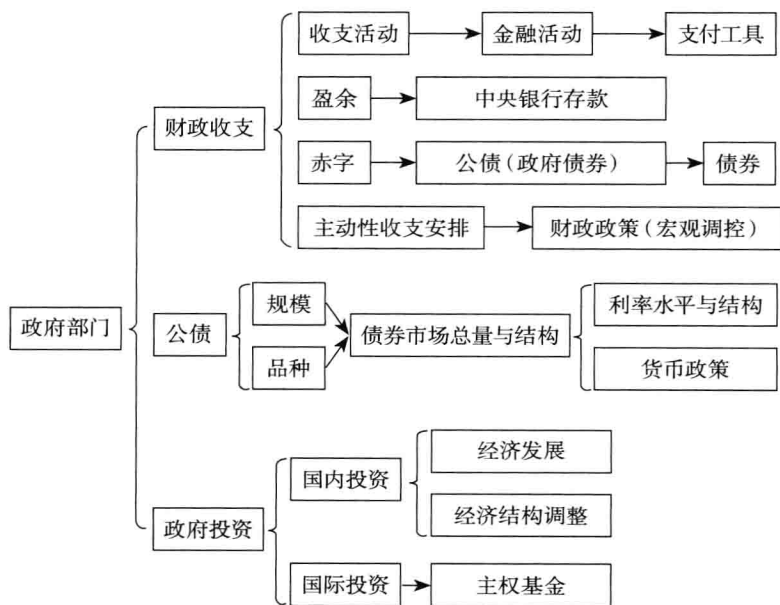 收支活动 金融活动 支付工具
盈余 中央银行存款
财政收支
赤字 公债(政府债券) 债券
主动性收支安排 财政政策(宏观调控)
规模 利率水平与结构
政府部门 公债 债券市场总量与结构
品种 货币政策
经济发展
国内投资
经济结构调整
政府投资
国际投资 主权基金